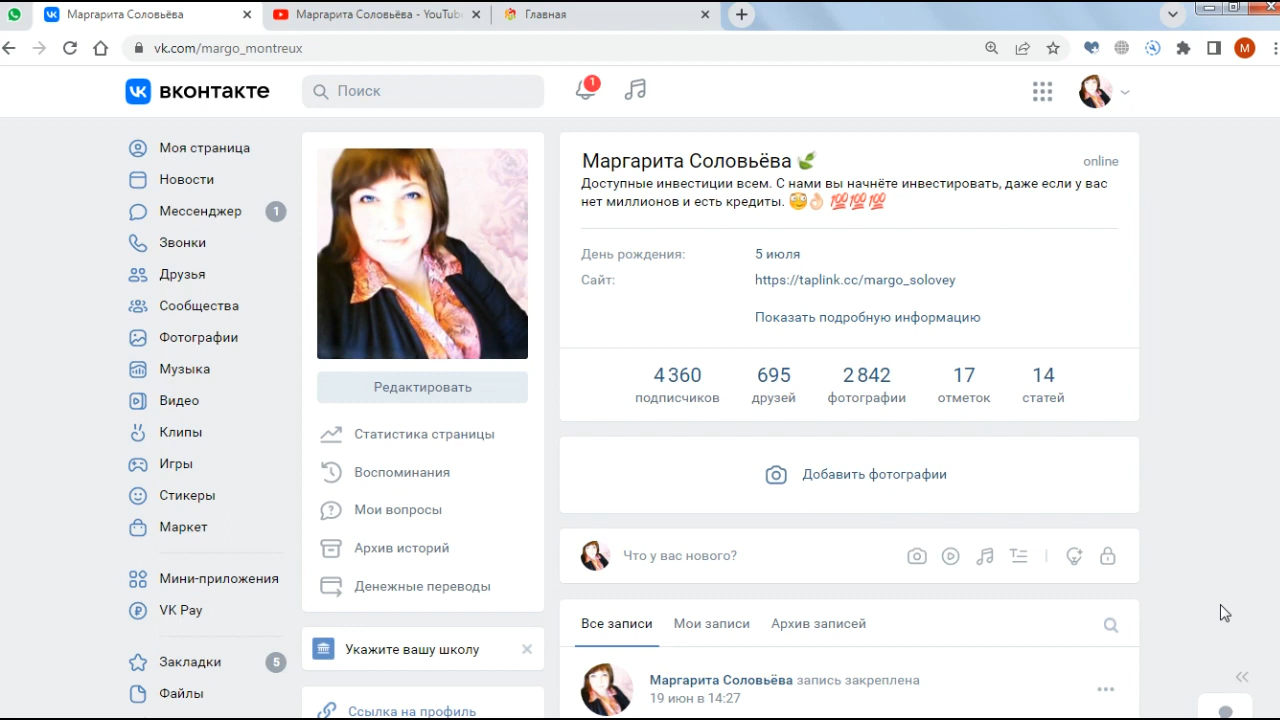 Маргарита Соловьёва
Маргарита Соловьёва - YouTube
Главная
vk.com/margo_montreux
M
вконтакте
Поиск
1
Моя страница
Новости
Мессенджер 1
Звонки
Друзья
Сообщества
Фотографии
Музыка
Видео
Клипы
Игры
Стикеры
Маркет
Мини-приложения
VK Pay
Закладки 5
Файлы
Редактировать
Статистика страницы
Воспоминания
Мои вопросы
Архив историй
Денежные переводы
Укажите вашу школу
Ссылка на профиль
Маргарита Соловьёва
online
Доступные инвестиции всем. С нами вы начнёте инвестировать, даже если у вас
нет миллионов и есть кредиты. 😳👌🏻 💯💯💯
День рождения: 5 июля
Сайт: https://taplink.cc/margo_solovey
Показать подробную информацию
4 360 695 2 842 17 14
подписчиков друзей фотографии отметок статей
Добавить фотографии
Что у вас нового?
Все записи Мои записи Архив записей
Маргарита Соловьёва запись закреплена
19 июн в 14:27